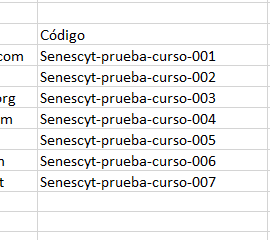 Código
com Senescyt-prueba-curso-001
Senescyt-prueba-curso-002
org Senescyt-prueba-curso-003
m Senescyt-prueba-curso-004
Senescyt-prueba-curso-005
Senescyt-prueba-curso-006
t Senescyt-prueba-curso-007